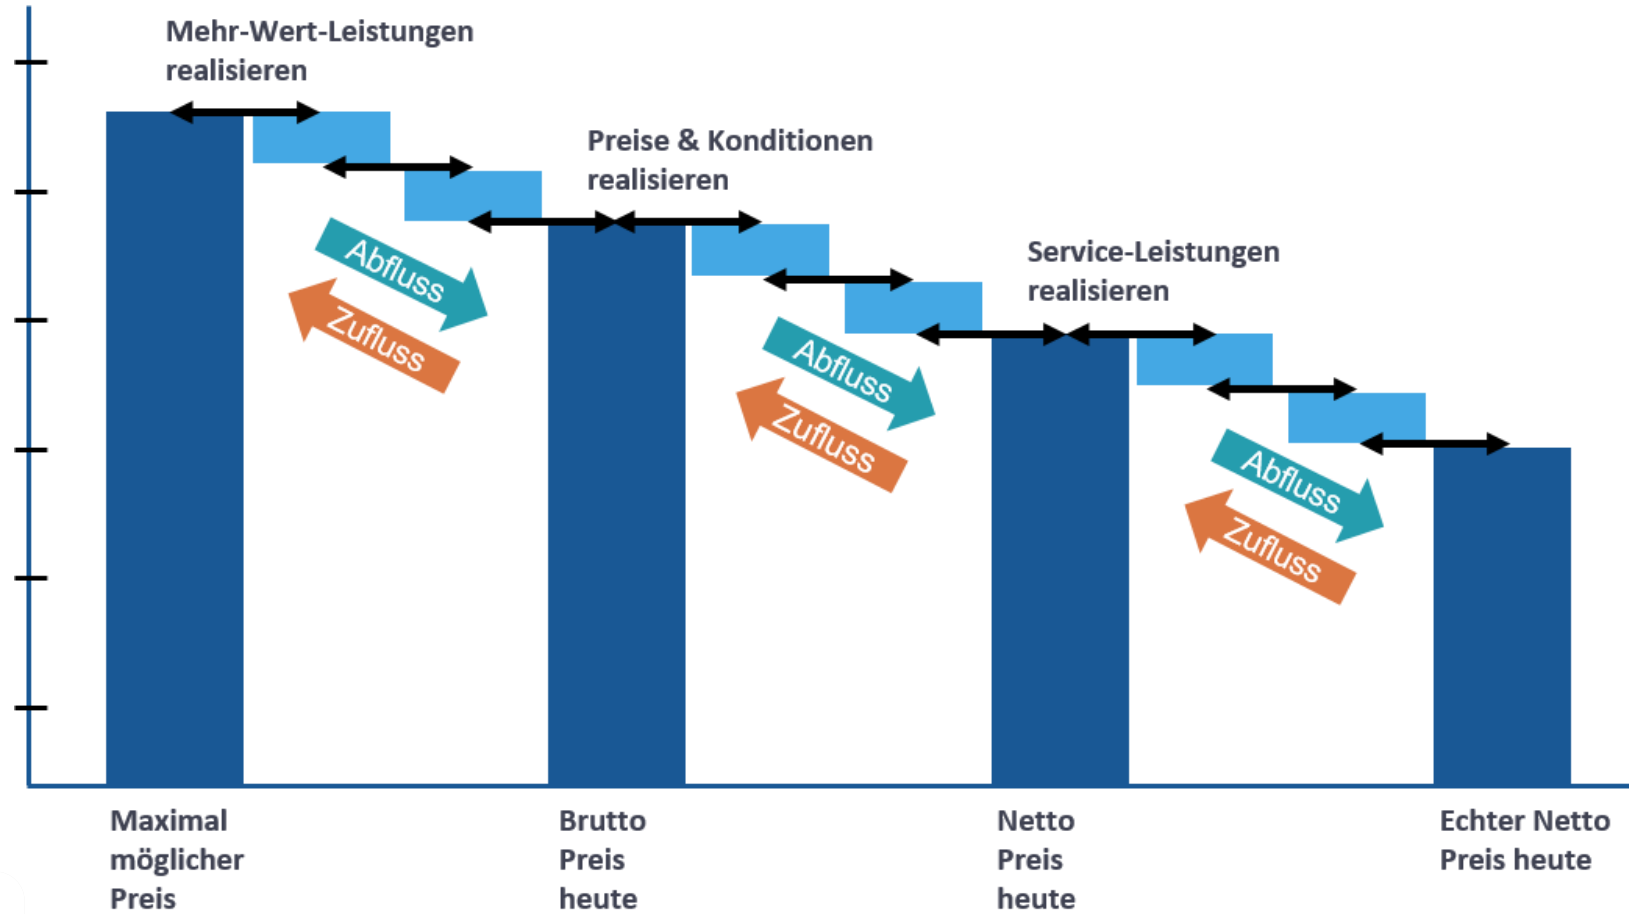 Mehr-Wert-Leistungen
realisieren
Preise & Konditionen
realisieren
Service-Leistungen
realisieren
Abfluss
Zufluss
Abfluss
Zufluss
Abfluss
Zufluss
Maximal
möglicher
Preis
Brutto
Preis
heute
Netto
Preis
heute
Echter Netto
Preis heute